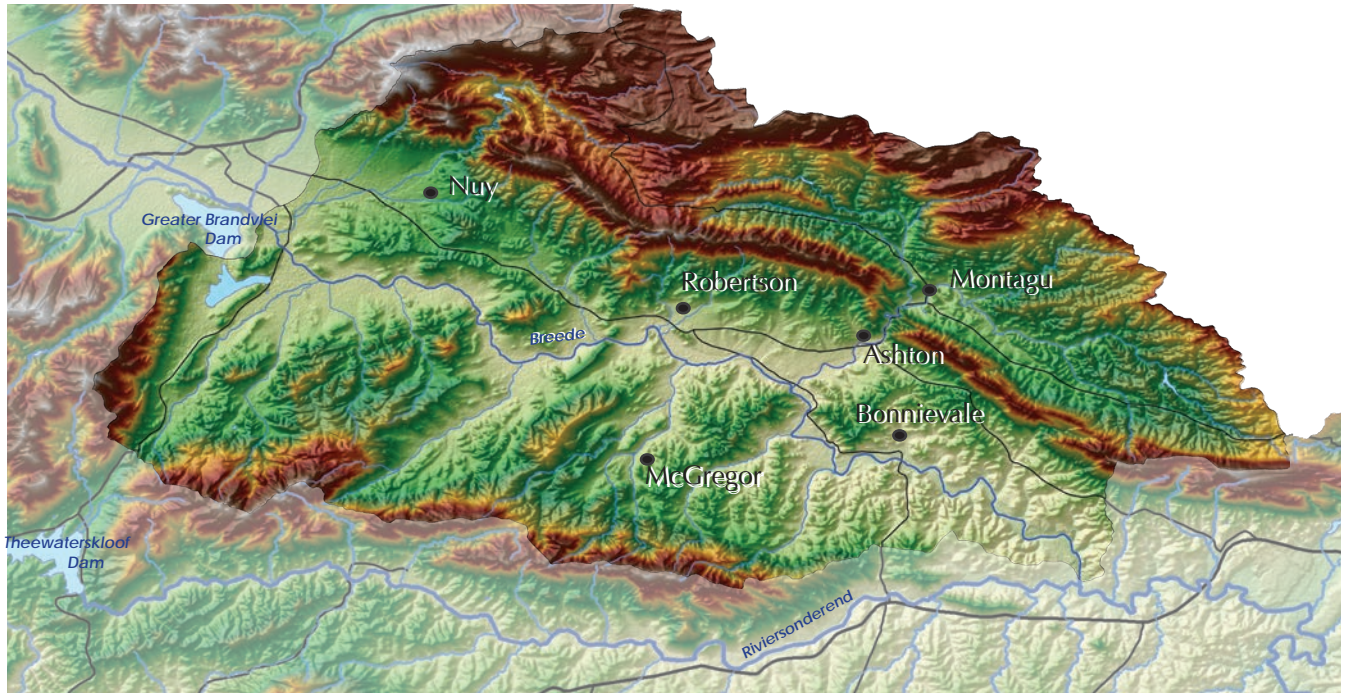 Nuy
Greater Brandvlei
Dam
Robertson
Montagu
Breede
Ashton
Bonnievale
McGregor
Theewaterskloof
Dam
Riviersonderend